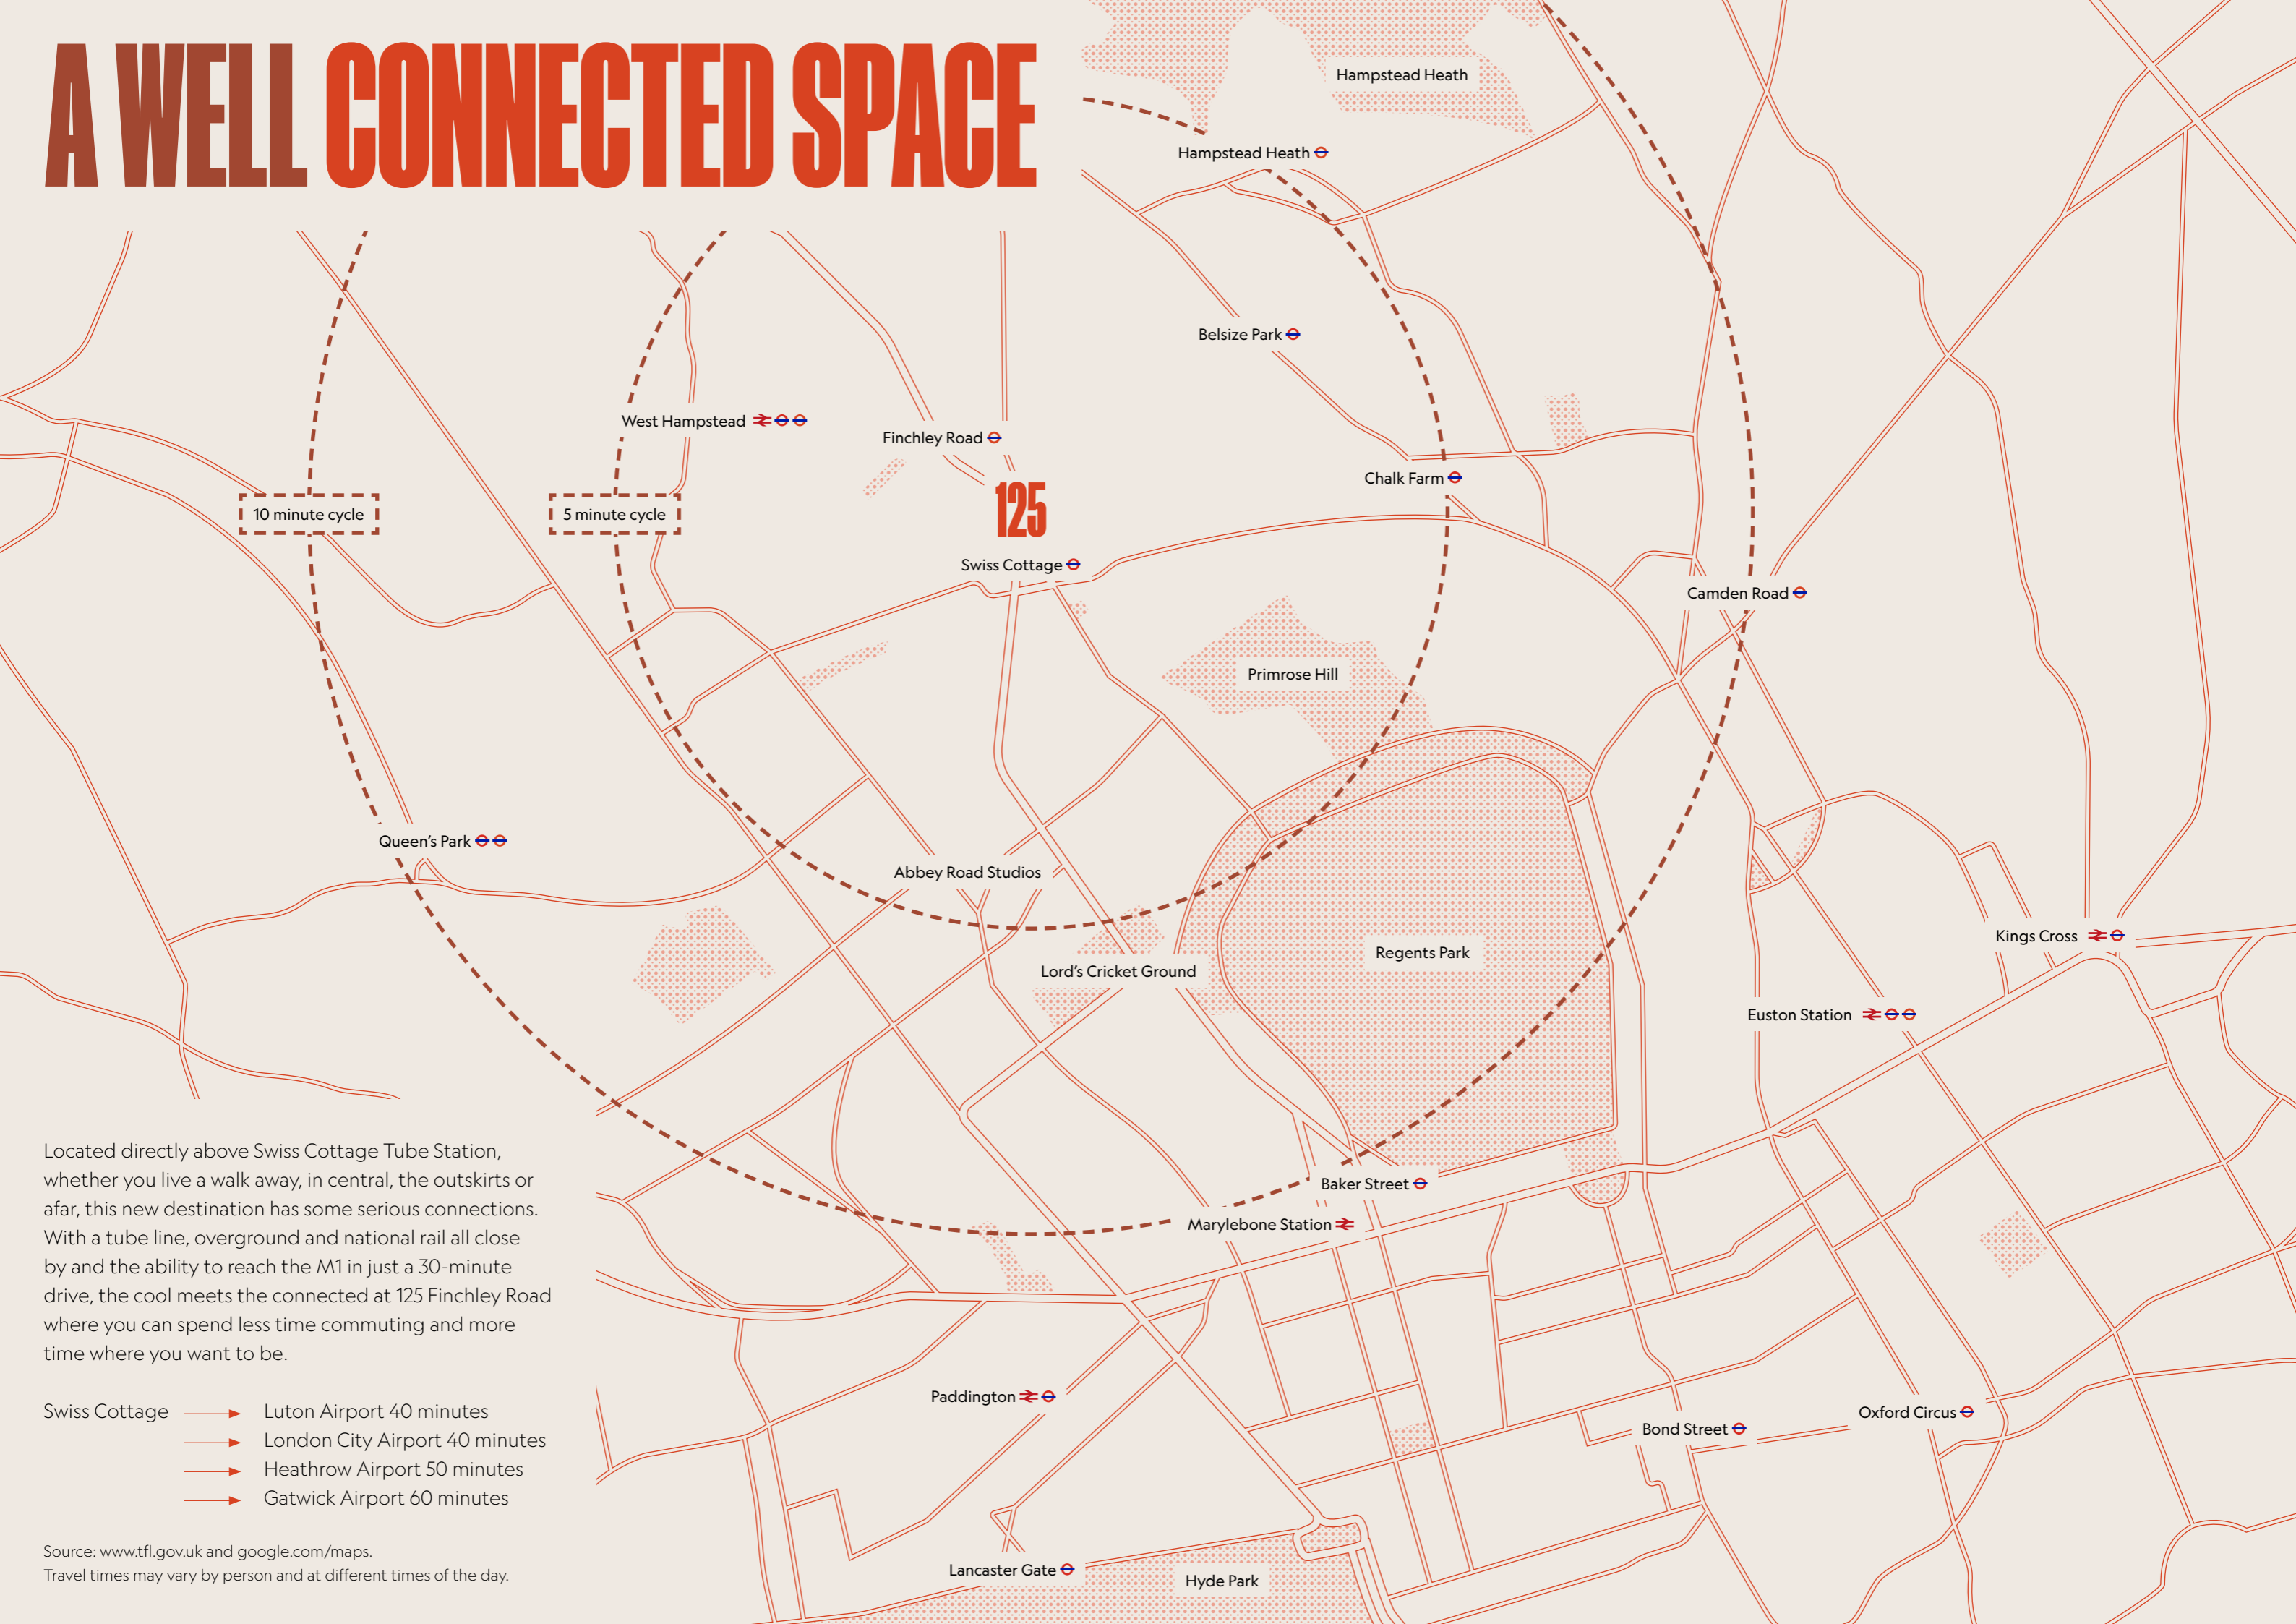 A WELL CONNECTED SPACE
Hampstead Heath
Hampstead Heath
Belsize Park
West Hampstead
Finchley Road
Chalk Farm
10 minute cycle
5 minute cycle
125
Swiss Cottage
Camden Road
Primrose Hill
Queen's Park
Abbey Road Studios
Kings Cross
Regents Park
Lord's Cricket Ground
Euston Station
Baker Street
Marylebone Station
Paddington
Oxford Circus
Bond Street
Lancaster Gate
Hyde Park
Located directly above Swiss Cottage Tube Station,
whether you live a walk away, in central, the outskirts or
afar, this new destination has some serious connections.
With a tube line, overground and national rail all close
by and the ability to reach the M1 in just a 30-minute
drive, the cool meets the connected at 125 Finchley Road
where you can spend less time commuting and more
time where you want to be.
Swiss Cottage Luton Airport 40 minutes
London City Airport 40 minutes
Heathrow Airport 50 minutes
Gatwick Airport 60 minutes
Source: www.tfl.gov.uk and google.com/maps.
Travel times may vary by person and at different times of the day.